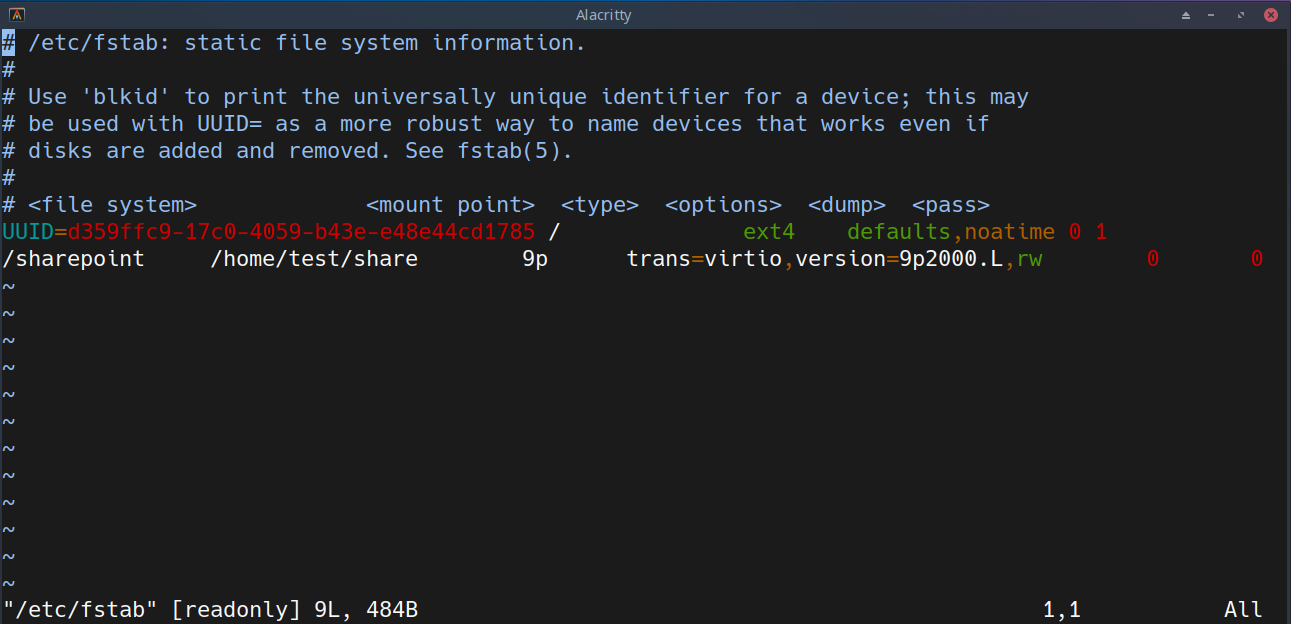 Alacritty
# /etc/fstab: static file system information.
#
# Use 'blkid' to print the universally unique identifier for a device; this may
# be used with UUID= as a more robust way to name devices that works even if
# disks are added and removed. See fstab(5).
#
# <file system>             <mount point>  <type>  <options>  <dump>  <pass>
UUID=d359ffc9-17c0-4059-b43e-e48e44cd1785 /              ext4    defaults,noatime 0 1
/sharepoint     /home/test/share        9p      trans=virtio,version=9p2000.L,rw        0       0
~
~
~
~
~
~
~
~
~
~
~
~
"/etc/fstab" [readonly] 9L, 484B                                                1,1           All